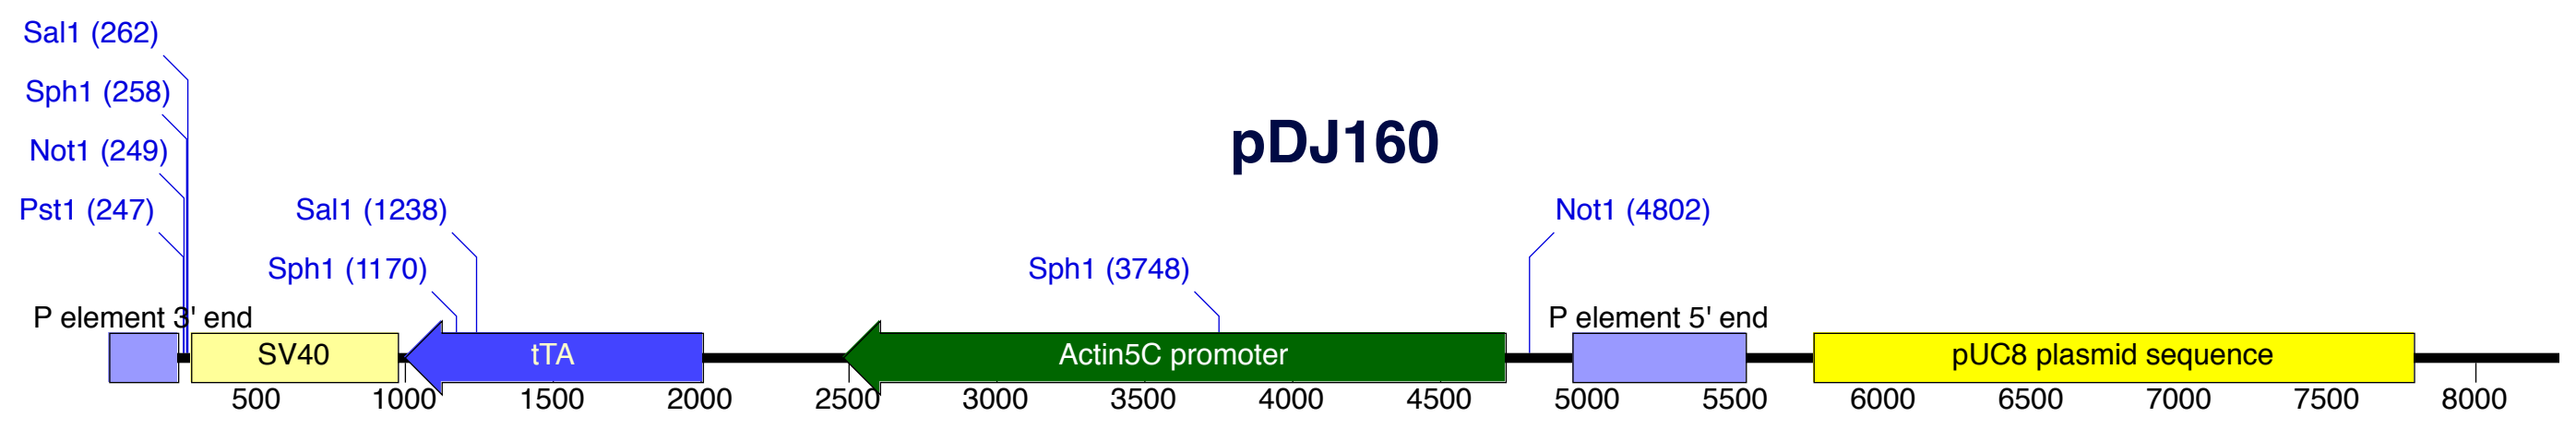 Sal1 (262)
Sph1 (258)
pDJ160
Not1 (249)
Pst1 (247)
Sal1 (1238)
Not1 (4802)
Sph1 (1170)
Sph1 (3748)
P element 3' end
P element 5' end
SV40
tTA
Actin5C promoter
pUC8 plasmid sequence
500
1000
1500
2000
2500
3000
3500
4000
4500
5000
5500
6000
6500
7000
7500
8000